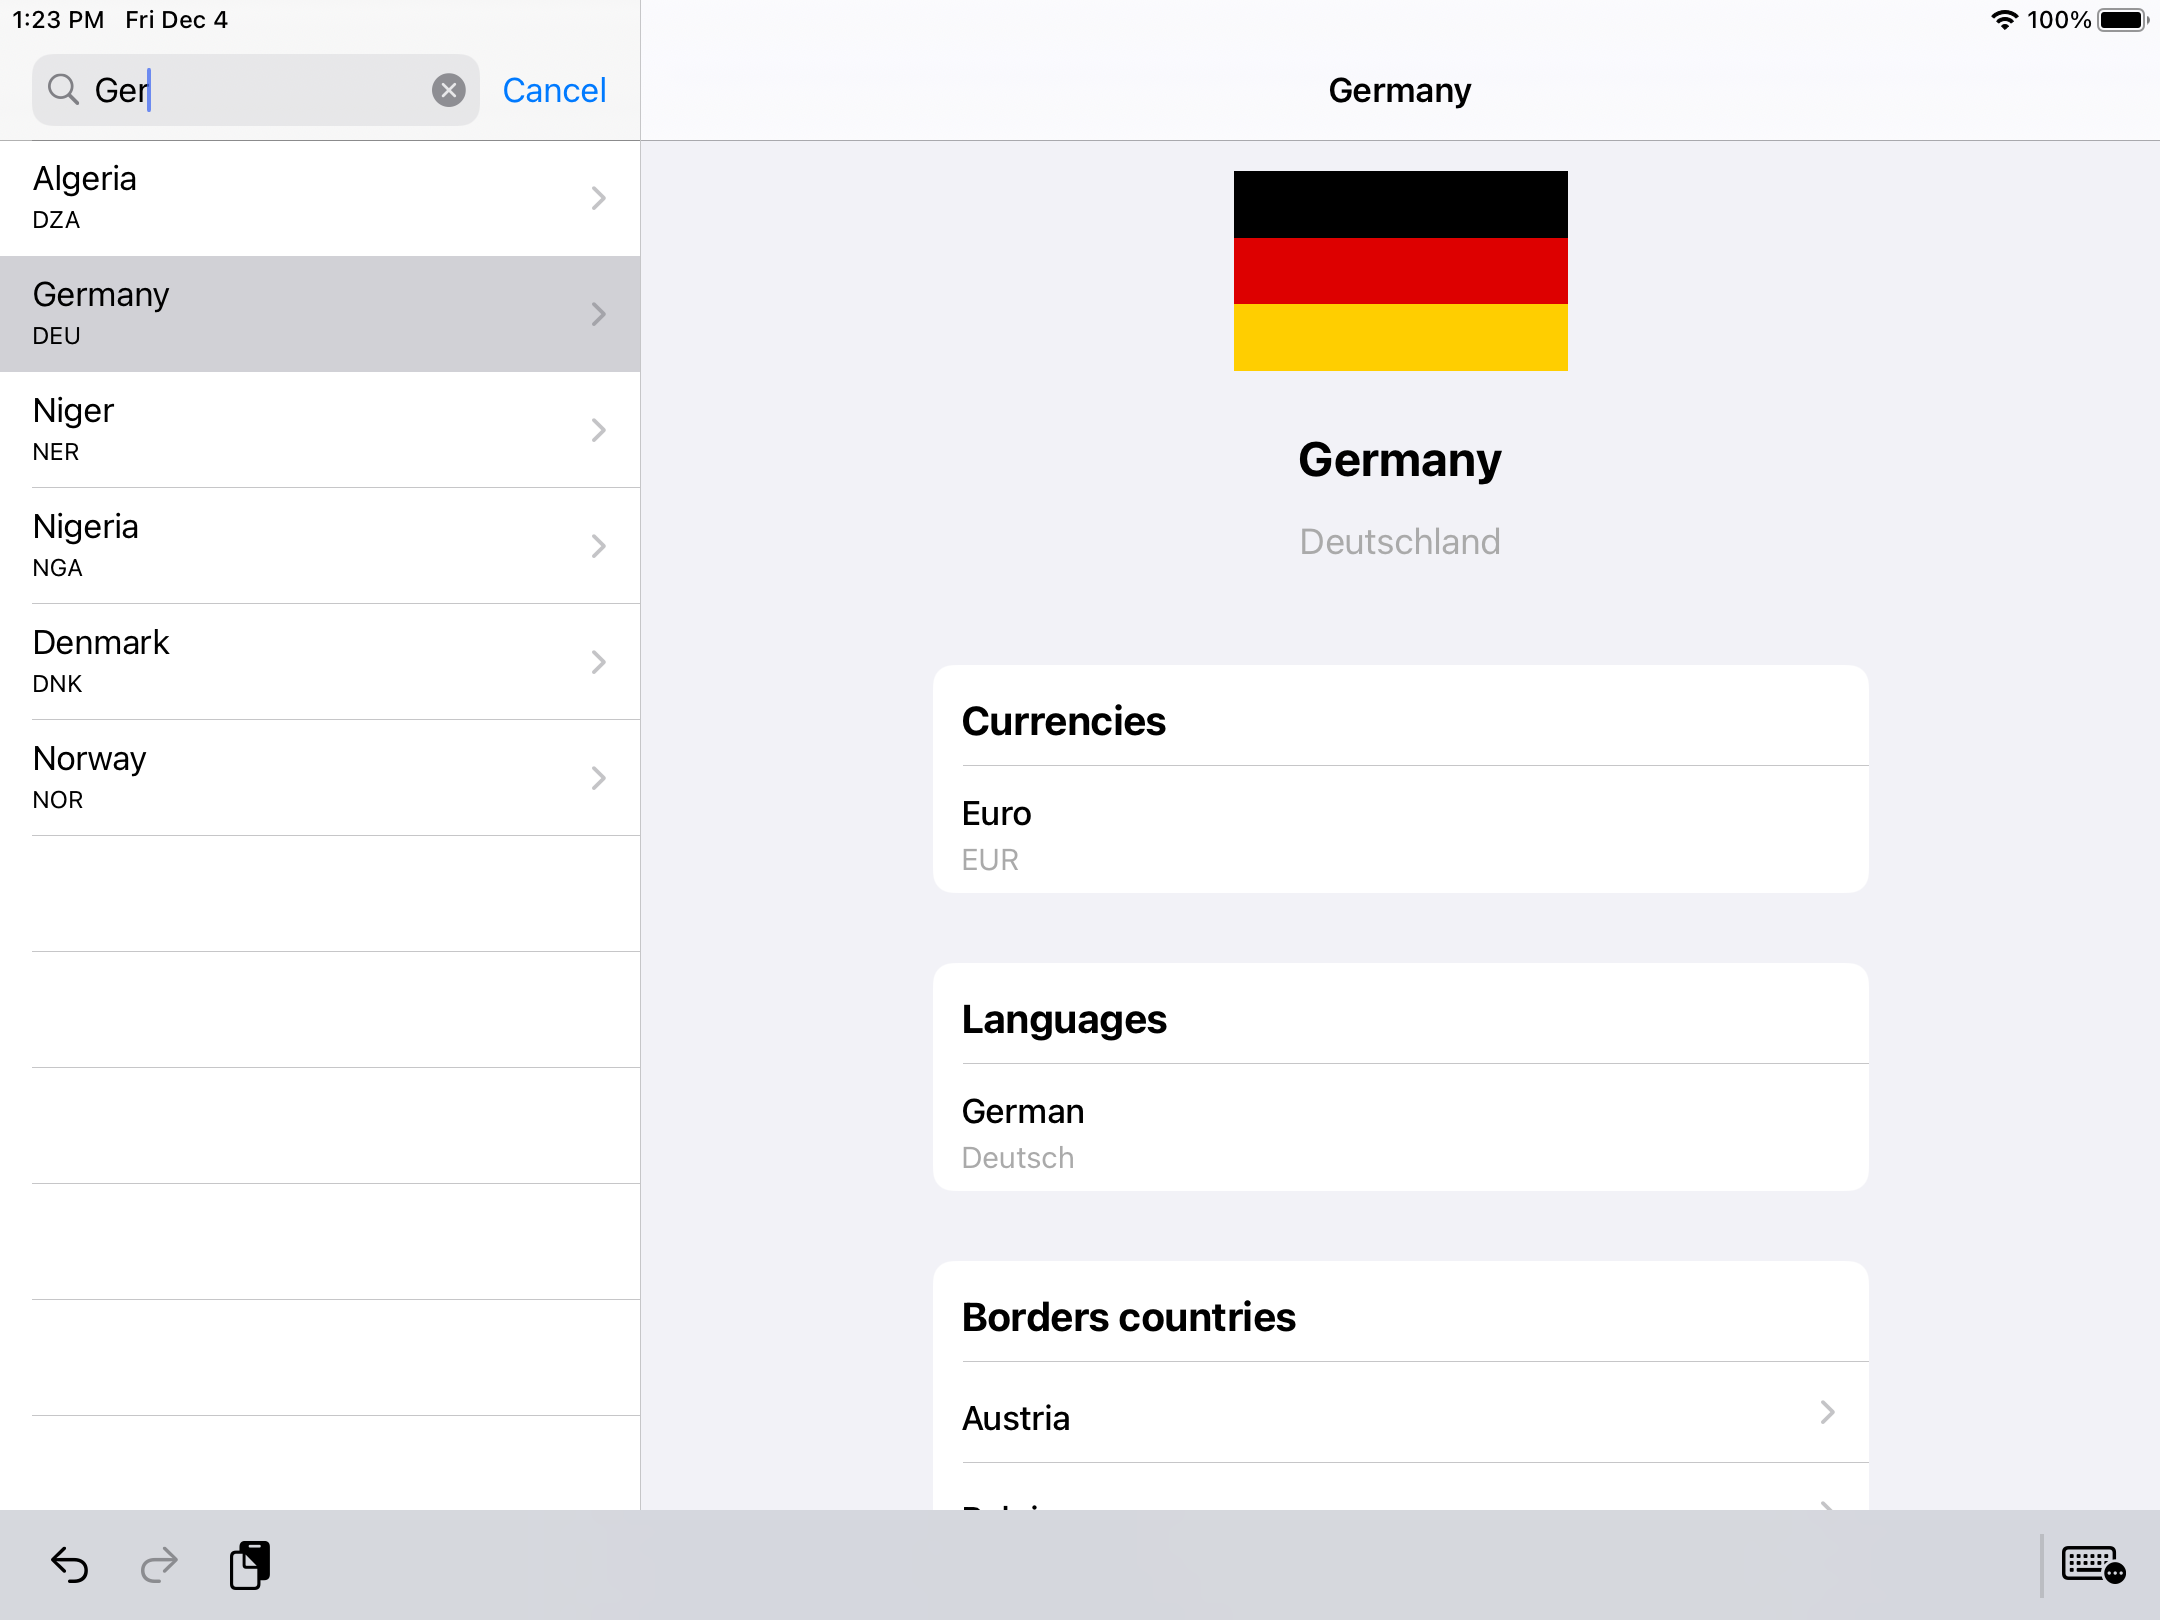 1:23 PM Fri Dec 4
100%
Ger
Cancel
Germany
Algeria
DZA
Germany
DEU
Niger
NER
Nigeria
NGA
Denmark
DNK
Norway
NOR
Germany
Deutschland
Currencies
Euro
EUR
Languages
German
Deutsch
Borders countries
Austria